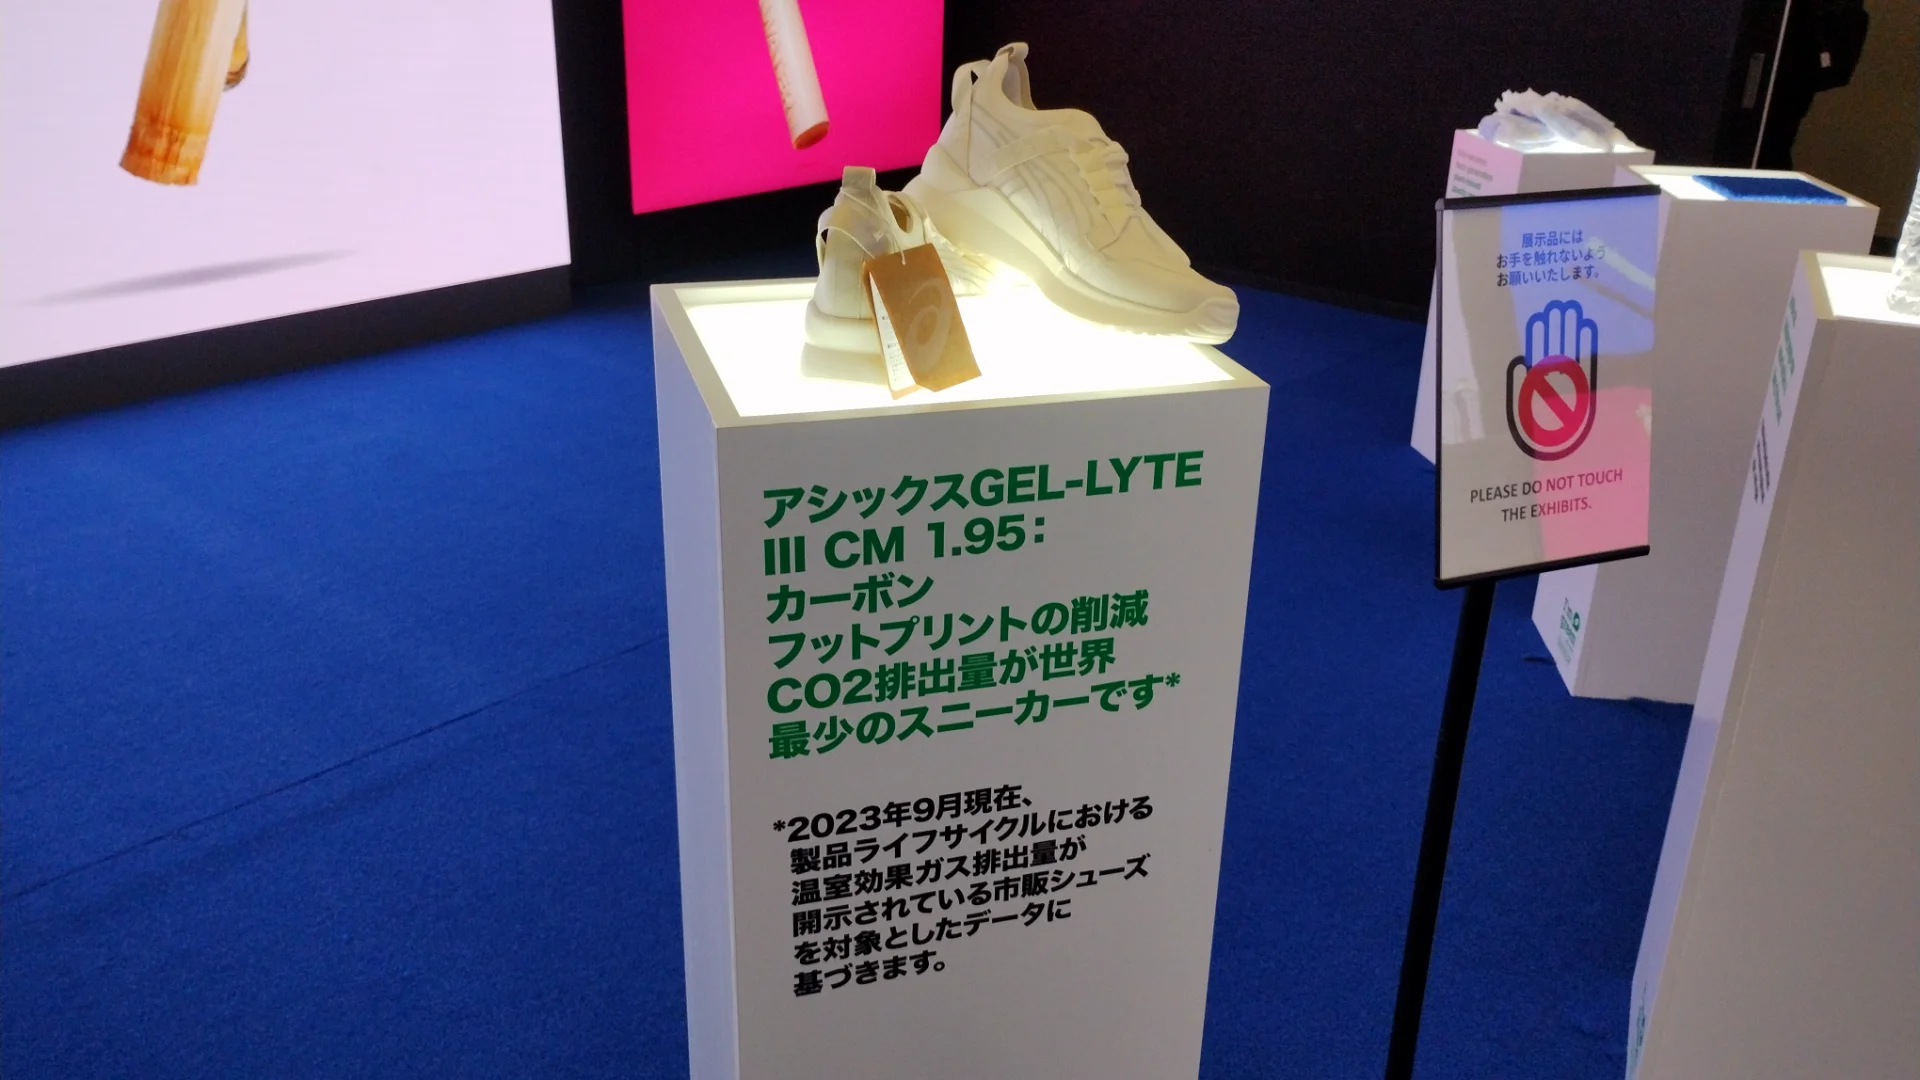 アシックスGEL-LYTE
III CM 1.95：
カーボン
フットプリントの削減
CO2排出量が世界
最少のスニーカーです*
*2023年9月現在、
製品ライフサイクルにおける
温室効果ガス排出量が
開示されている市販シューズ
を対象としたデータに
基づきます。
展示品には
お手を触れないよう
お願いいたします。
PLEASE DO NOT TOUCH
THE EXHIBITS.